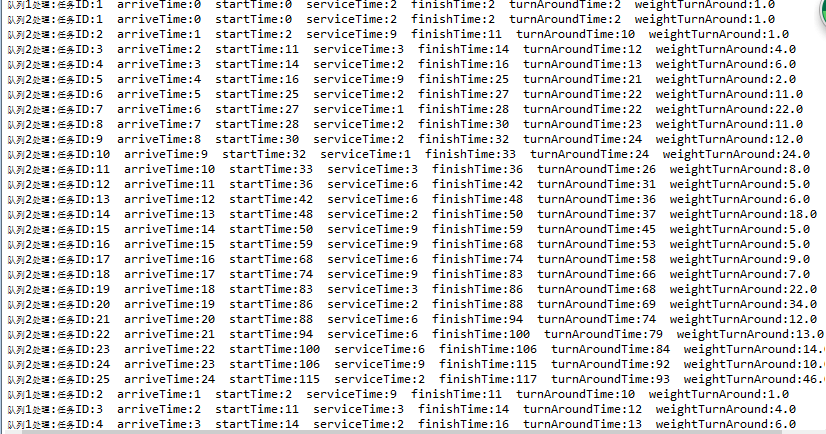 队列1处理:任务ID:1 arriveTime:0 startTime:0 serviceTime:2 finishTime:2 turnAroundTime:2 weightTurnAround:1.0
队列2处理:任务ID:1 arriveTime:0 startTime:0 serviceTime:2 finishTime:2 turnAroundTime:2 weightTurnAround:1.0
队列2处理:任务ID:2 arriveTime:1 startTime:2 serviceTime:9 finishTime:11 turnAroundTime:10 weightTurnAround:1.0
队列2处理:任务ID:3 arriveTime:2 startTime:11 serviceTime:3 finishTime:14 turnAroundTime:12 weightTurnAround:4.0
队列2处理:任务ID:4 arriveTime:3 startTime:14 serviceTime:2 finishTime:16 turnAroundTime:13 weightTurnAround:6.0
队列2处理:任务ID:5 arriveTime:4 startTime:16 serviceTime:9 finishTime:25 turnAroundTime:21 weightTurnAround:2.0
队列2处理:任务ID:6 arriveTime:5 startTime:25 serviceTime:2 finishTime:27 turnAroundTime:22 weightTurnAround:11.0
队列2处理:任务ID:7 arriveTime:6 startTime:27 serviceTime:1 finishTime:28 turnAroundTime:22 weightTurnAround:22.0
队列2处理:任务ID:8 arriveTime:7 startTime:28 serviceTime:2 finishTime:30 turnAroundTime:23 weightTurnAround:11.0
队列2处理:任务ID:9 arriveTime:8 startTime:30 serviceTime:2 finishTime:32 turnAroundTime:24 weightTurnAround:12.0
队列2处理:任务ID:10 arriveTime:9 startTime:32 serviceTime:1 finishTime:33 turnAroundTime:24 weightTurnAround:24.0
队列2处理:任务ID:11 arriveTime:10 startTime:33 serviceTime:3 finishTime:36 turnAroundTime:26 weightTurnAround:8.0
队列2处理:任务ID:12 arriveTime:11 startTime:36 serviceTime:6 finishTime:42 turnAroundTime:31 weightTurnAround:5.0
队列2处理:任务ID:13 arriveTime:12 startTime:42 serviceTime:6 finishTime:48 turnAroundTime:36 weightTurnAround:6.0
队列2处理:任务ID:14 arriveTime:13 startTime:48 serviceTime:2 finishTime:50 turnAroundTime:37 weightTurnAround:18.0
队列2处理:任务ID:15 arriveTime:14 startTime:50 serviceTime:9 finishTime:59 turnAroundTime:45 weightTurnAround:5.0
队列2处理:任务ID:16 arriveTime:15 startTime:59 serviceTime:9 finishTime:68 turnAroundTime:53 weightTurnAround:5.0
队列2处理:任务ID:17 arriveTime:16 startTime:68 serviceTime:6 finishTime:74 turnAroundTime:58 weightTurnAround:9.0
队列2处理:任务ID:18 arriveTime:17 startTime:74 serviceTime:9 finishTime:83 turnAroundTime:66 weightTurnAround:7.0
队列2处理:任务ID:19 arriveTime:18 startTime:83 serviceTime:3 finishTime:86 turnAroundTime:68 weightTurnAround:22.0
队列2处理:任务ID:20 arriveTime:19 startTime:86 serviceTime:2 finishTime:88 turnAroundTime:69 weightTurnAround:34.0
队列2处理:任务ID:21 arriveTime:20 startTime:88 serviceTime:6 finishTime:94 turnAroundTime:74 weightTurnAround:12.0
队列2处理:任务ID:22 arriveTime:21 startTime:94 serviceTime:6 finishTime:100 turnAroundTime:79 weightTurnAround:13.0
队列2处理:任务ID:23 arriveTime:22 startTime:100 serviceTime:6 finishTime:106 turnAroundTime:84 weightTurnAround:14.
队列2处理:任务ID:24 arriveTime:23 startTime:106 serviceTime:9 finishTime:115 turnAroundTime:92 weightTurnAround:10.
队列2处理:任务ID:25 arriveTime:24 startTime:115 serviceTime:2 finishTime:117 turnAroundTime:93 weightTurnAround:46.
队列1处理:任务ID:2 arriveTime:1 startTime:2 serviceTime:9 finishTime:11 turnAroundTime:10 weightTurnAround:1.0
队列1处理:任务ID:3 arriveTime:2 startTime:11 serviceTime:3 finishTime:14 turnAroundTime:12 weightTurnAround:4.0
队列1处理:任务ID:4 arriveTime:3 startTime:14 serviceTime:2 finishTime:16 turnAroundTime:13 weightTurnAround:6.0